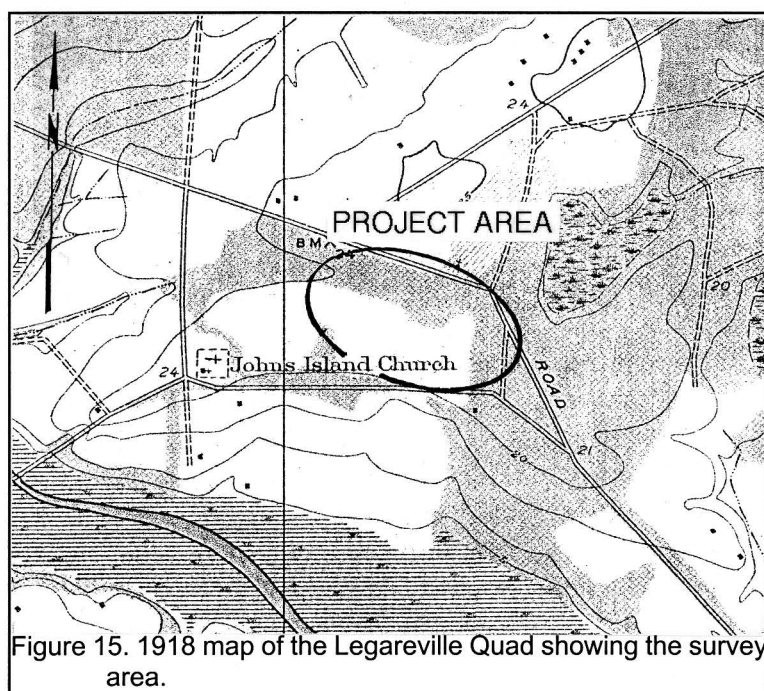 N
24
PROJECT AREA
BM
24
20
24
Johns Island Church
ROAD
21
20
Figure 15. 1918 map of the Legareville Quad showing the survey
area.